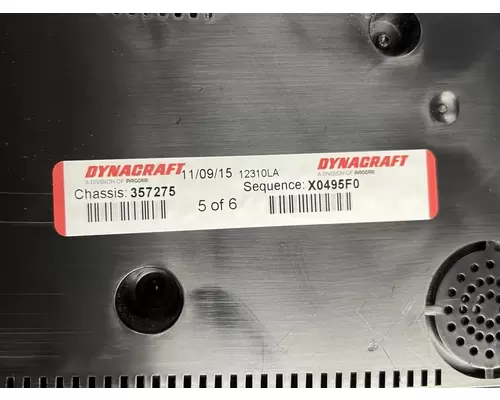 DYNACRAFT 11/09/15 12310LA DYNACRAFT
A DIVISION OF PACCAR A DIVISION OF PACCAR
Chassis: 357275 5 of 6 Sequence: X0495F0